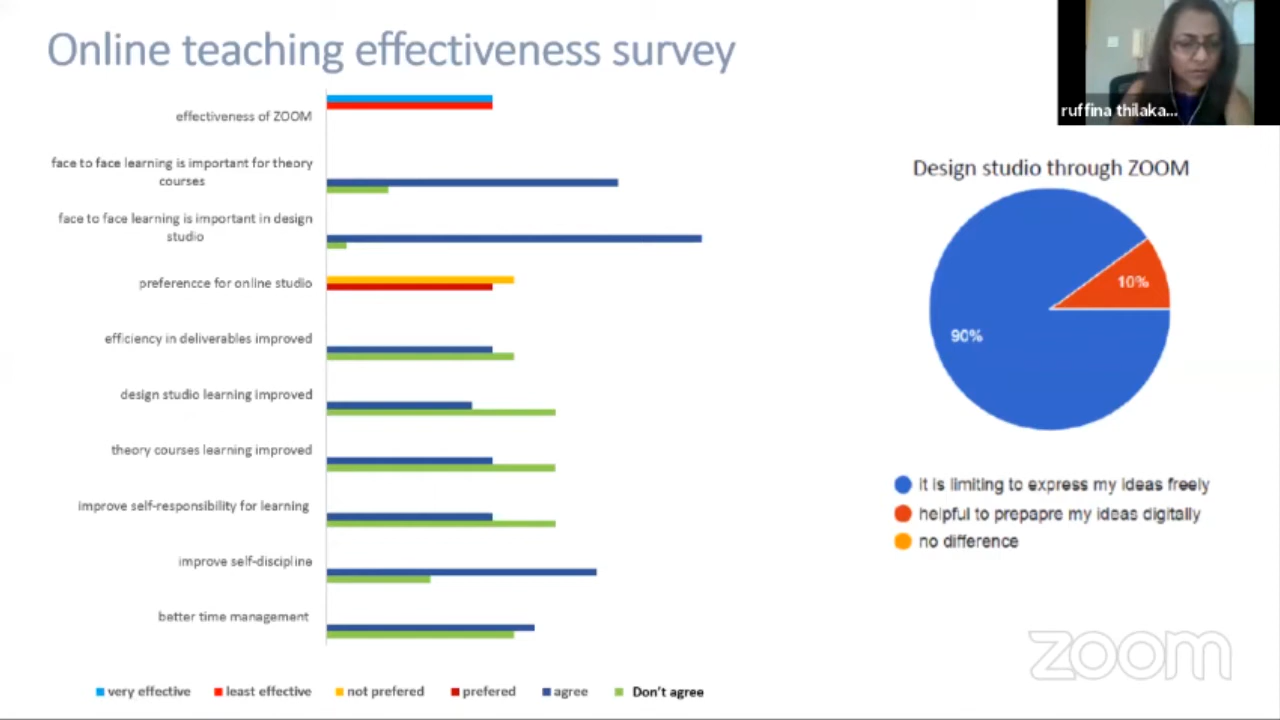 Online teaching effectiveness survey
ruffina thilaka...
effectiveness of ZOOM
face to face learning is important for theory
courses
face to face learning is important in design
studio
preferencce for online studio
efficiency in deliverables improved
design studio learning improved
theory courses learning improved
improve self-responsibility for learning
improve self-discipline
better time management
very effective least effective not prefered prefered agree Don't agree
Design studio through ZOOM
10%
90%
it is limiting to express my ideas freely
helpful to prepapre my ideas digitally
no difference
zoom